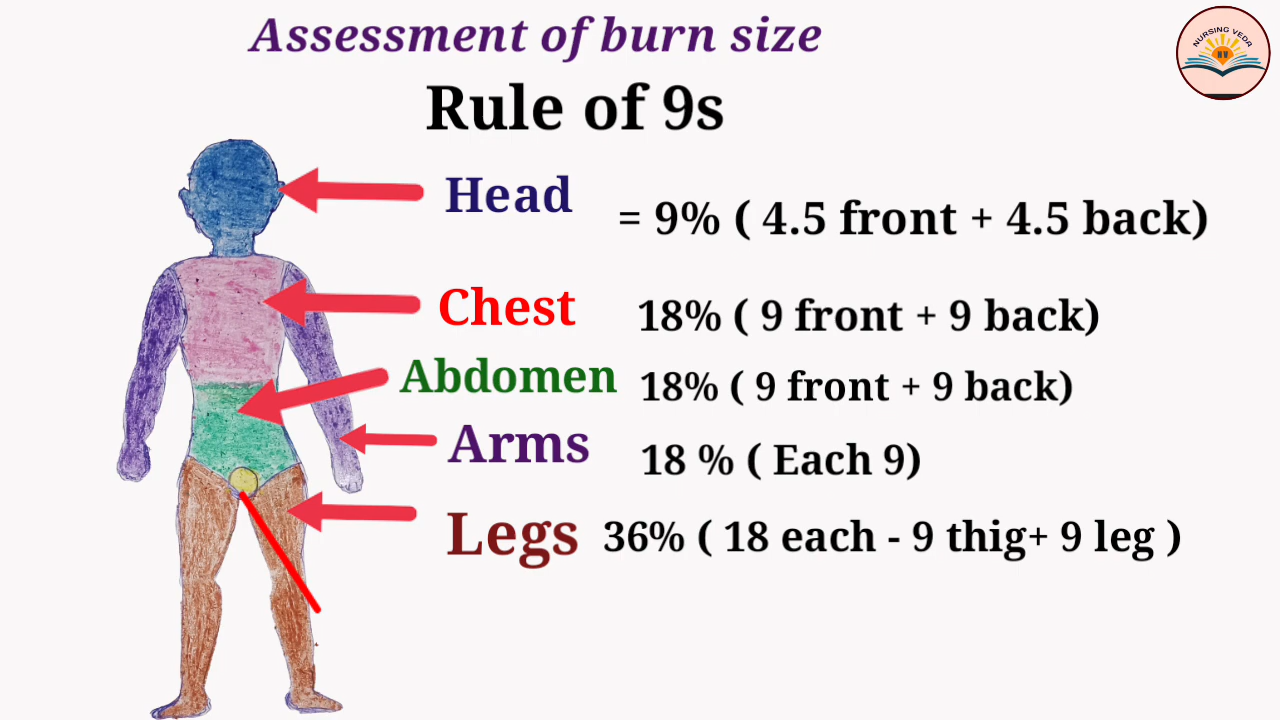 Assessment of burn size
NURSING VEDA
NV
Rule of 9s
Head = 9% ( 4.5 front + 4.5 back)
Chest 18% ( 9 front + 9 back)
Abdomen 18% ( 9 front + 9 back)
Arms 18 % ( Each 9)
Legs 36% ( 18 each - 9 thig+ 9 leg )